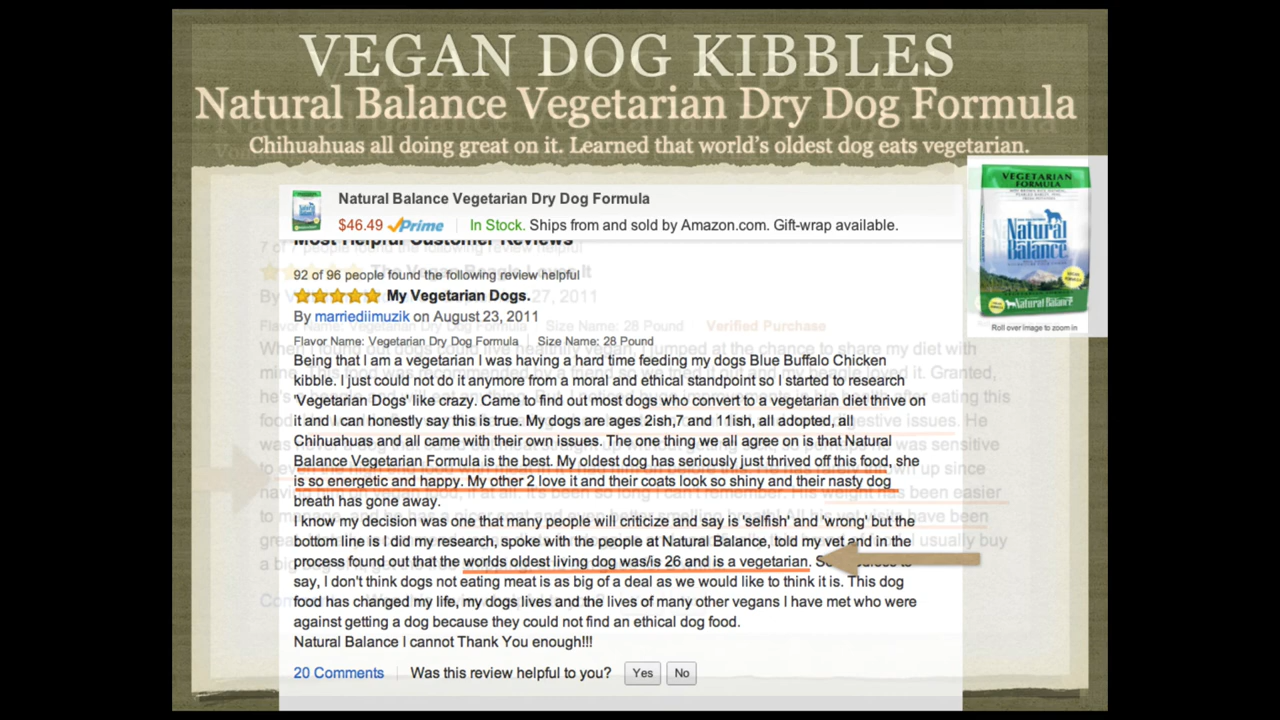 VEGAN DOG KIBBLES
Natural Balance Vegetarian Dry Dog Formula
Chihuahuas all doing great on it. Learned that world's oldest dog eats vegetarian.
Natural Balance Vegetarian Dry Dog Formula
$46.49 Prime In Stock. Ships from and sold by Amazon.com. Gift-wrap available.
Most Helpful Customer Reviews
92 of 96 people found the following review helpful
My Vegetarian Dogs.
By marriediimuzik on August 23, 2011
Flavor Name: Vegetarian Dry Dog Formula Size Name: 28 Pound
Being that I am a vegetarian I was having a hard time feeding my dogs Blue Buffalo Chicken
kibble. I just could not do it anymore from a moral and ethical standpoint so I started to research
'Vegetarian Dogs' like crazy. Came to find out most dogs who convert to a vegetarian diet thrive on
it and I can honestly say this is true. My dogs are ages 2ish,7 and 11ish, all adopted, all
Chihuahuas and all came with their own issues. The one thing we all agree on is that Natural
Balance Vegetarian Formula is the best. My oldest dog has seriously just thrived off this food, she
is so energetic and happy. My other 2 love it and their coats look so shiny and their nasty dog
breath has gone away.
I know my decision was one that many people will criticize and say is 'selfish' and 'wrong' but the
bottom line is I did my research, spoke with the people at Natural Balance, told my vet and in the
process found out that the worlds oldest living dog was/is 26 and is a vegetarian.
say, I don't think dogs not eating meat is as big of a deal as we would like to think it is. This dog
food has changed my life, my dogs lives and the lives of many other vegans I have met who were
against getting a dog because they could not find an ethical dog food.
Natural Balance I cannot Thank You enough!!!
20 Comments Was this review helpful to you? Yes No
VEGETARIAN
FORMULA
Natural
Balance
Natural Balance
Roll over image to zoom in